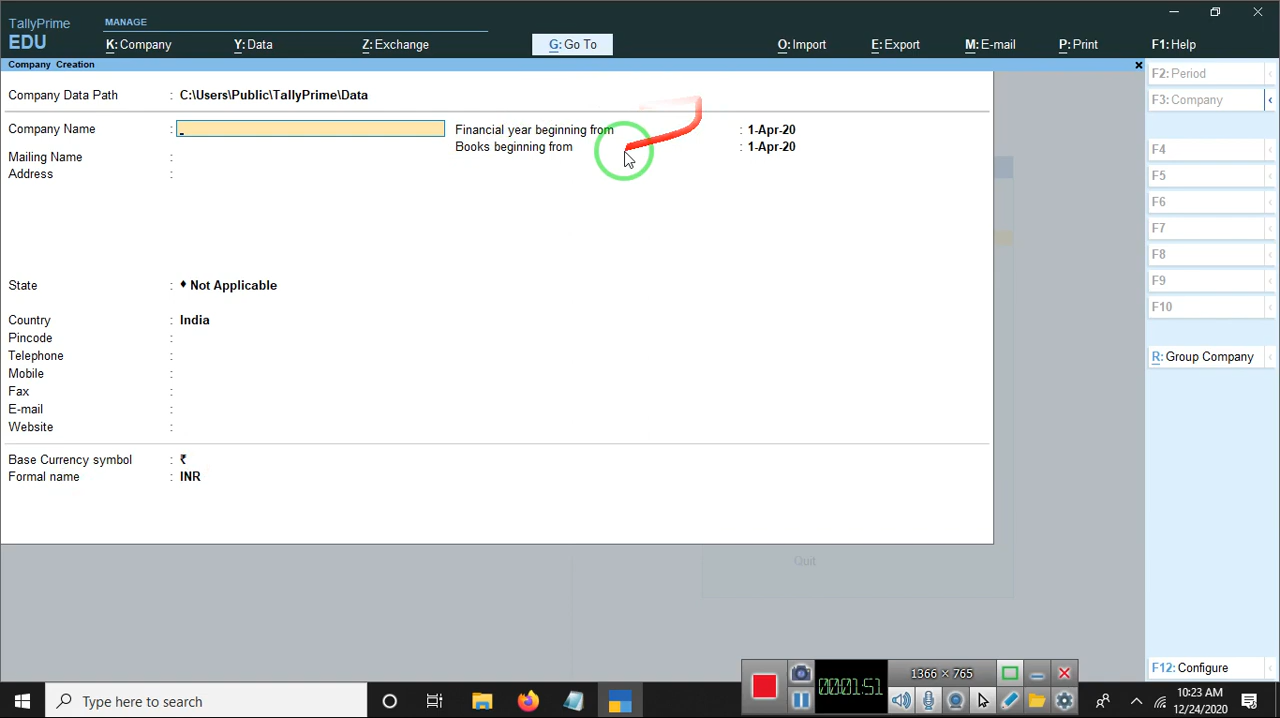 TallyPrime
EDU
MANAGE
K: Company
Y: Data
Z: Exchange
G: Go To
O: Import
E: Export
M: E-mail
P: Print
F1: Help
Company Creation
×
Company Data Path : C:\Users\Public\TallyPrime\Data
Company Name :
Financial year beginning from : 1-Apr-20
Books beginning from : 1-Apr-20
Mailing Name :
Address :
State : ♦ Not Applicable
Country : India
Pincode :
Telephone :
Mobile :
Fax :
E-mail :
Website :
Base Currency symbol : ₹
Formal name : INR
Quit
F2: Period
F3: Company
F4
F5
F6
F7
F8
F9
F10
R: Group Company
F12: Configure
0:00:1:51
1366 × 765
Type here to search
10:23 AM
12/24/2020